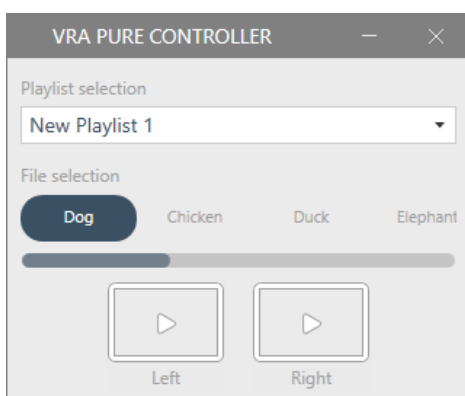 VRA PURE CONTROLLER
Playlist selection
New Playlist 1
File selection
Dog Chicken Duck Elephant
Left Right